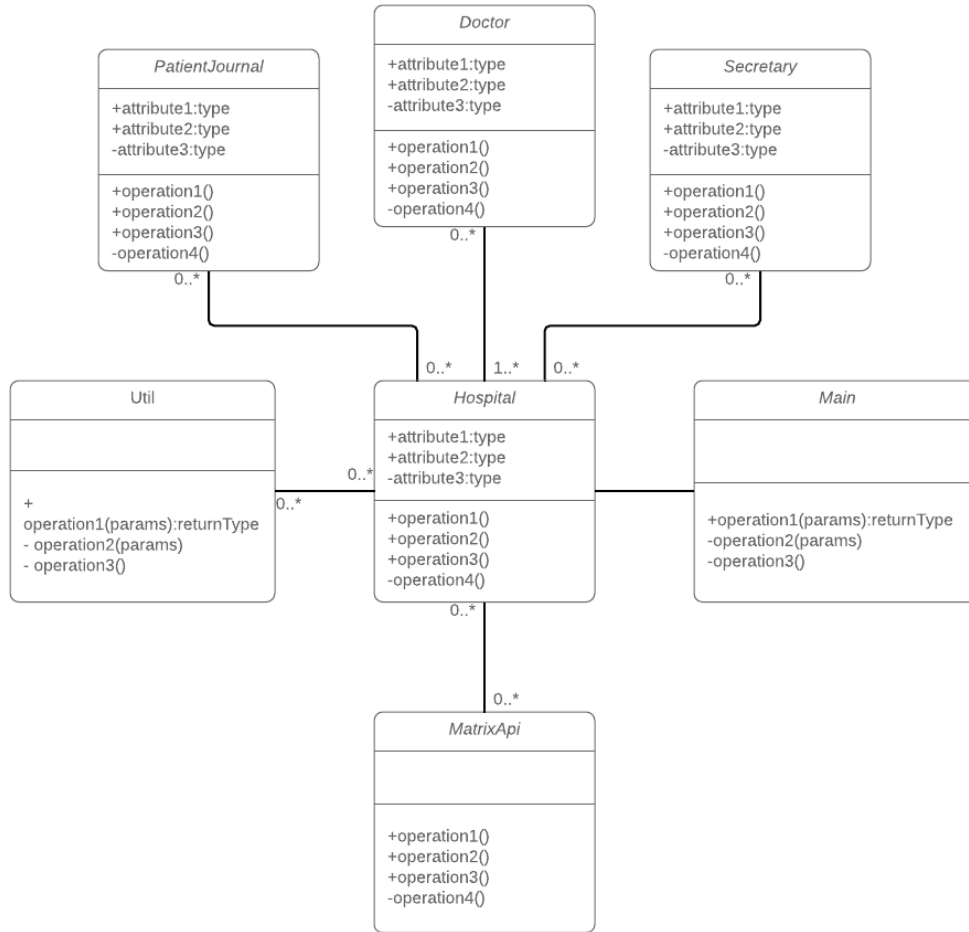 Doctor
+attribute1:type
+attribute2:type
-attribute3:type
+operation1()
+operation2()
+operation3()
-operation4()
0..*
PatientJournal
+attribute1:type
+attribute2:type
-attribute3:type
+operation1()
+operation2()
+operation3()
-operation4()
0..*
Secretary
+attribute1:type
+attribute2:type
-attribute3:type
+operation1()
+operation2()
+operation3()
-operation4()
0..*
0..*
1..*
0..*
Util
+
operation1(params):returnType
- operation2(params)
- operation3()
0..*
0..*
Hospital
+attribute1:type
+attribute2:type
-attribute3:type
+operation1()
+operation2()
+operation3()
-operation4()
0..*
Main
+operation1(params):returnType
-operation2(params)
-operation3()
0..*
MatrixApi
+operation1()
+operation2()
+operation3()
-operation4()